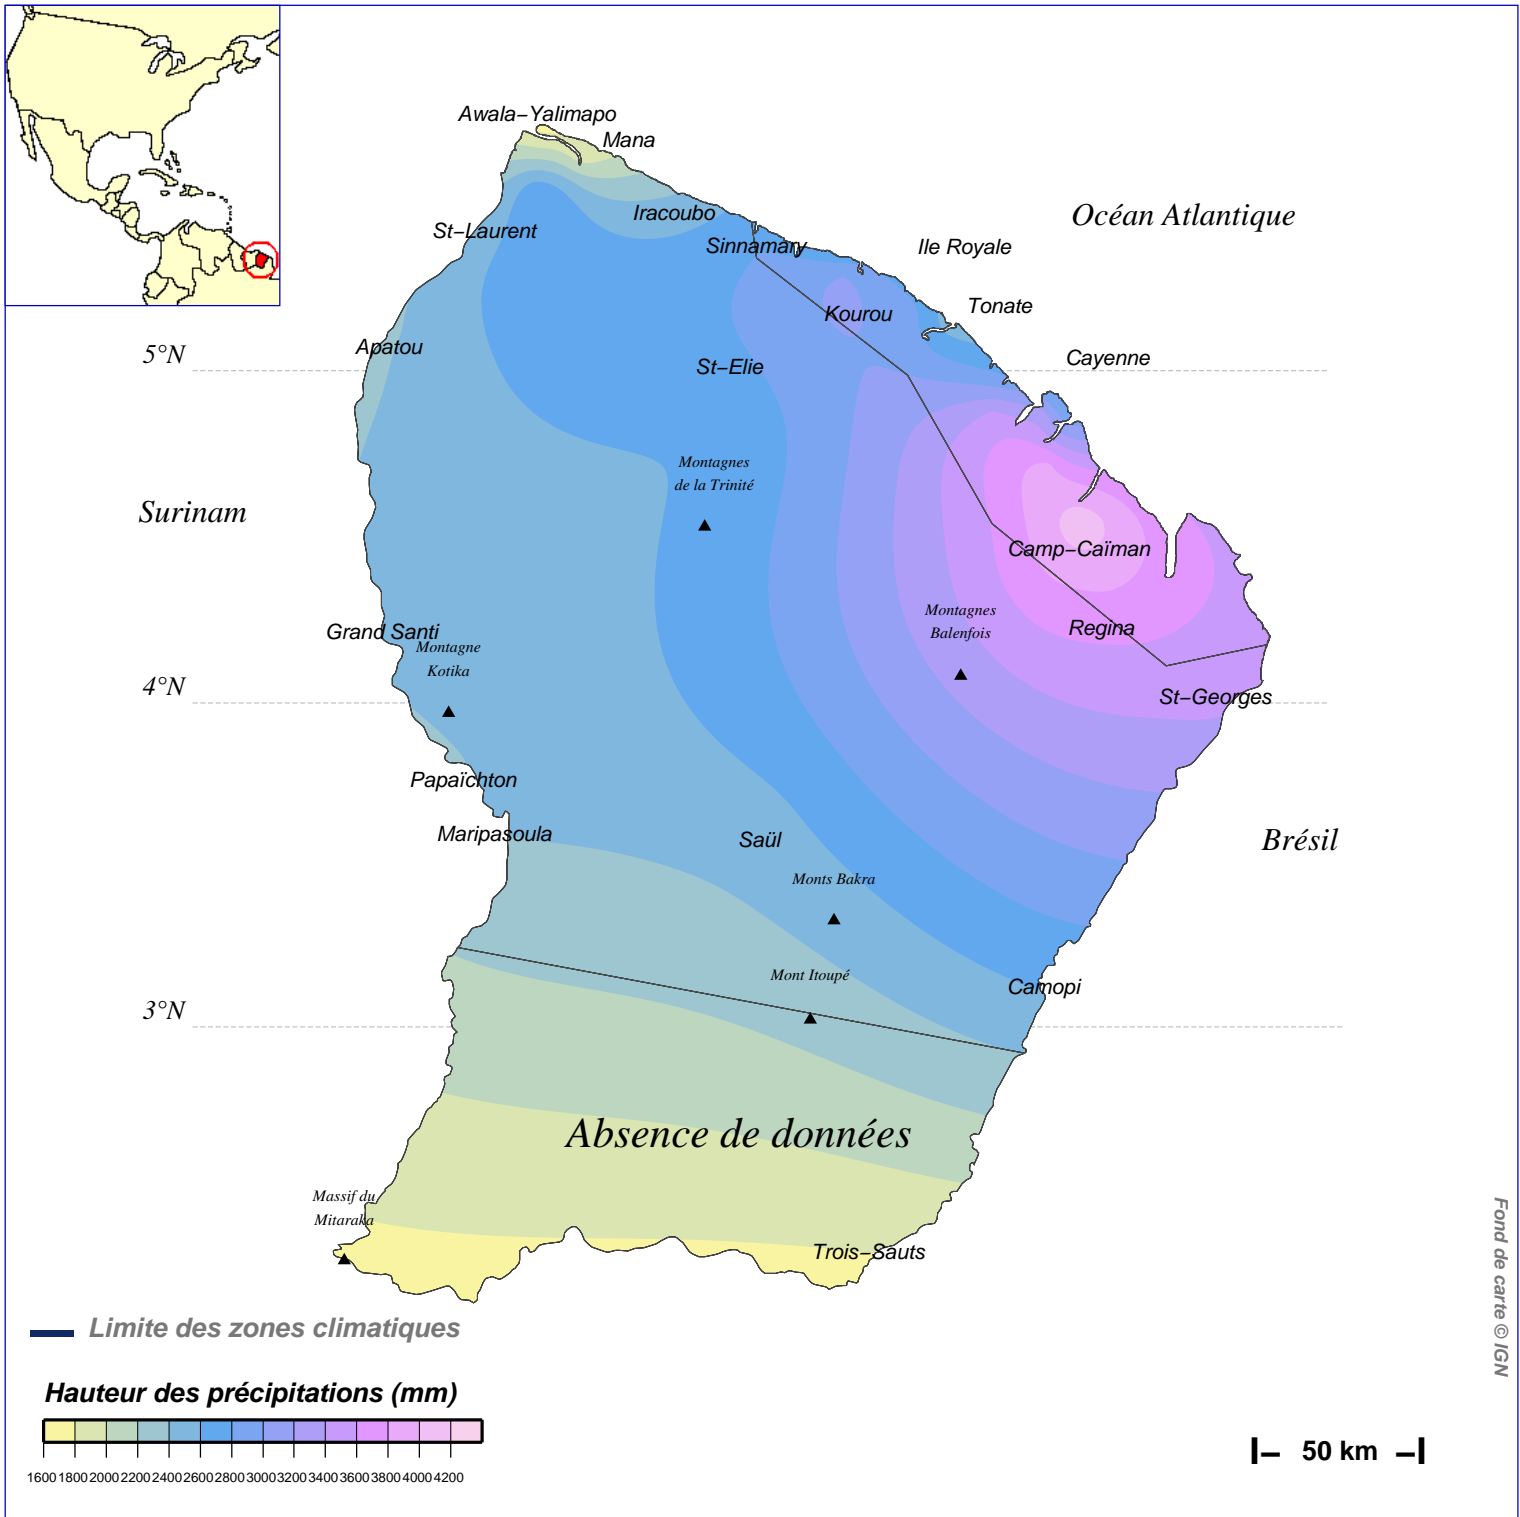 Awala−Yalimapo
Mana
Océan Atlantique
Iracoubo
St−Laurent
Sinnamary
Ile Royale
Tonate
Kourou
Apatou
5°N
Cayenne
St−Elie
Montagnes
de la Trinité
Surinam
Camp−Caïman
Montagnes
Balenfois
Regina
Grand Santi
Montagne
Kotika
4°N
St−Georges
Papaïchton
Maripasoula
Saül
Brésil
Monts Bakra
Mont Itoupé
Camopi
3°N
Absence de données
Massif du
Mitaraka
Trois−Sauts
Fond de carte © IGN
Limite des zones climatiques
Hauteur des précipitations (mm)
1600 1800 2000 2200 2400 2600 2800 3000 3200 3400 3600 3800 4000 4200
50 km